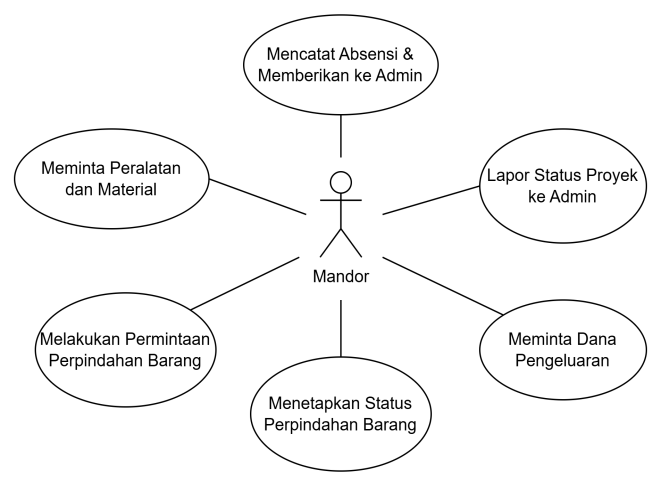 Mencatat Absensi &
Memberikan ke Admin
Meminta Peralatan
dan Material
Lapor Status Proyek
ke Admin
Mandor
Melakukan Permintaan
Perpindahan Barang
Meminta Dana
Pengeluaran
Menetapkan Status
Perpindahan Barang